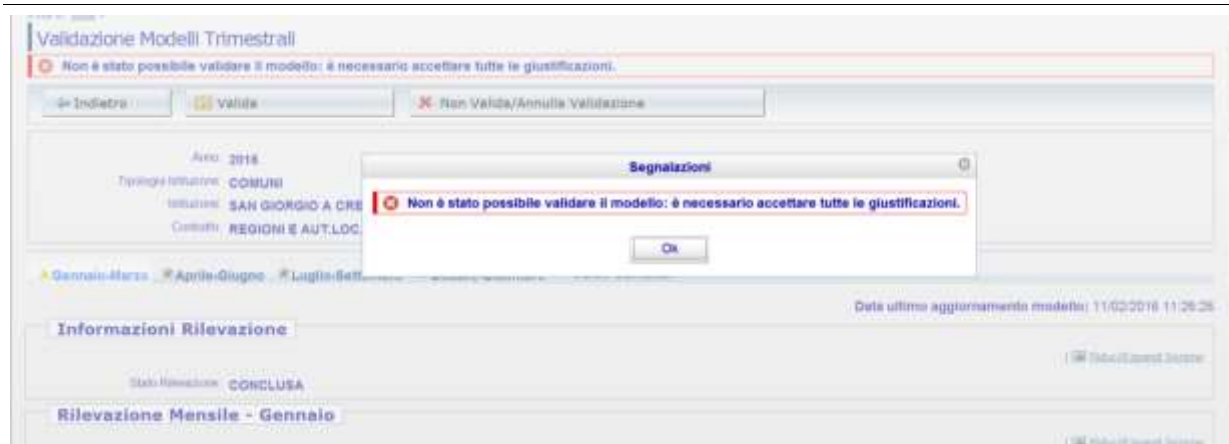 Validazione Modelli Trimestrali
Non è stato possibile validare il modello: è necessario accettare tutte le giustificazioni.
Indietro Valida Non Valida/Annulla Validazione
Anno: 2016
Tipologia Istituzione: COMUNI
Istituzione: SAN GIORGIO A CRE
Contratto: REGIONI E AUT.LOC.
Segnalazioni
Non è stato possibile validare il modello: è necessario accettare tutte le giustificazioni.
Ok
Gennaio-Marzo Aprile-Giugno Luglio-Settembre
Data ultimo aggiornamento modello: 11/02/2016 11:26:26
Informazioni Rilevazione
Stato Rilevazione: CONCLUSA
Rilevazione Mensile - Gennaio